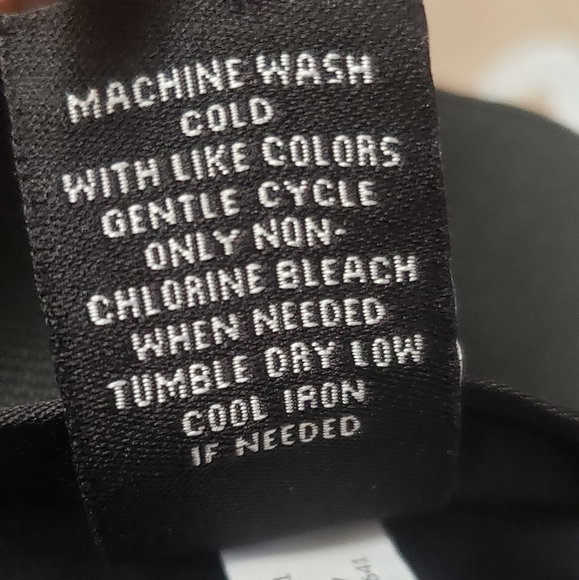 MACHINE WASH
COLD
WITH LIKE COLORS
GENTLE CYCLE
ONLY NON-
CHLORINE BLEACH
WHEN NEEDED
TUMBLE DRY LOW
COOL IRON
IF NEEDED